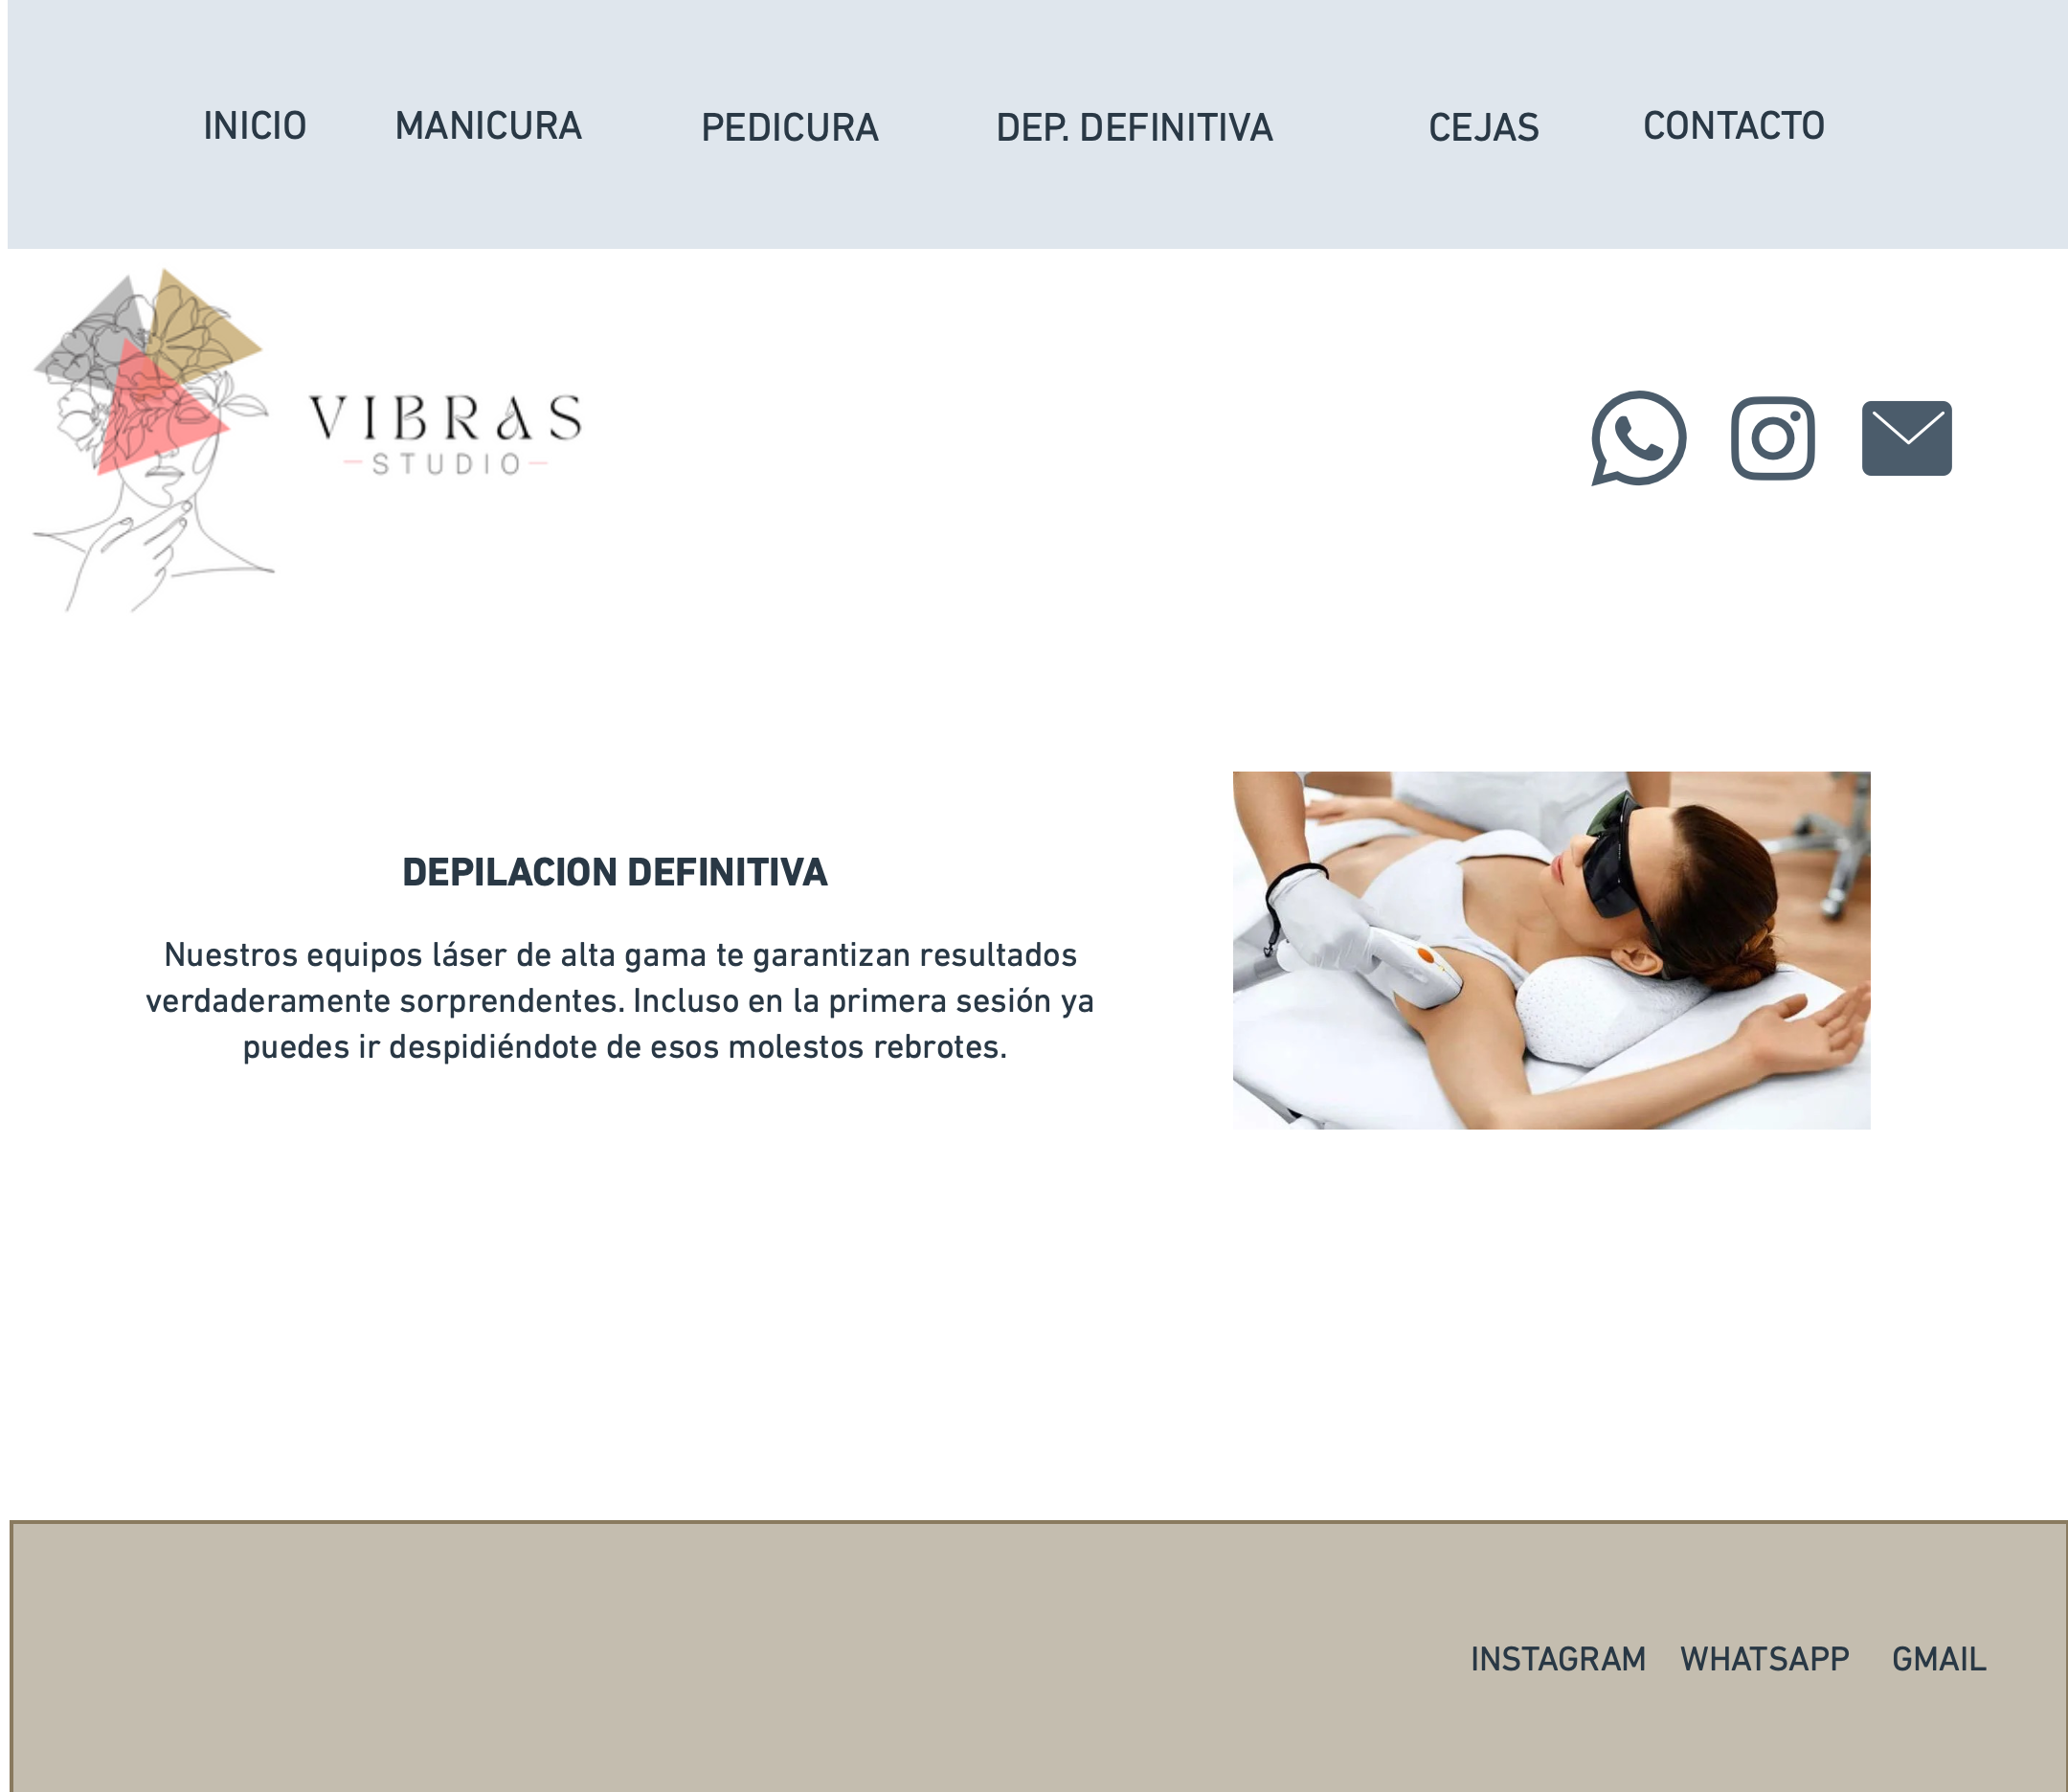 INICIO MANICURA PEDICURA DEP. DEFINITIVA CEJAS CONTACTO
VIBRAS
STUDIO
DEPILACION DEFINITIVA
Nuestros equipos láser de alta gama te garantizan resultados
verdaderamente sorprendentes. Incluso en la primera sesión ya
puedes ir despidiéndote de esos molestos rebrotes.
INSTAGRAM WHATSAPP GMAIL